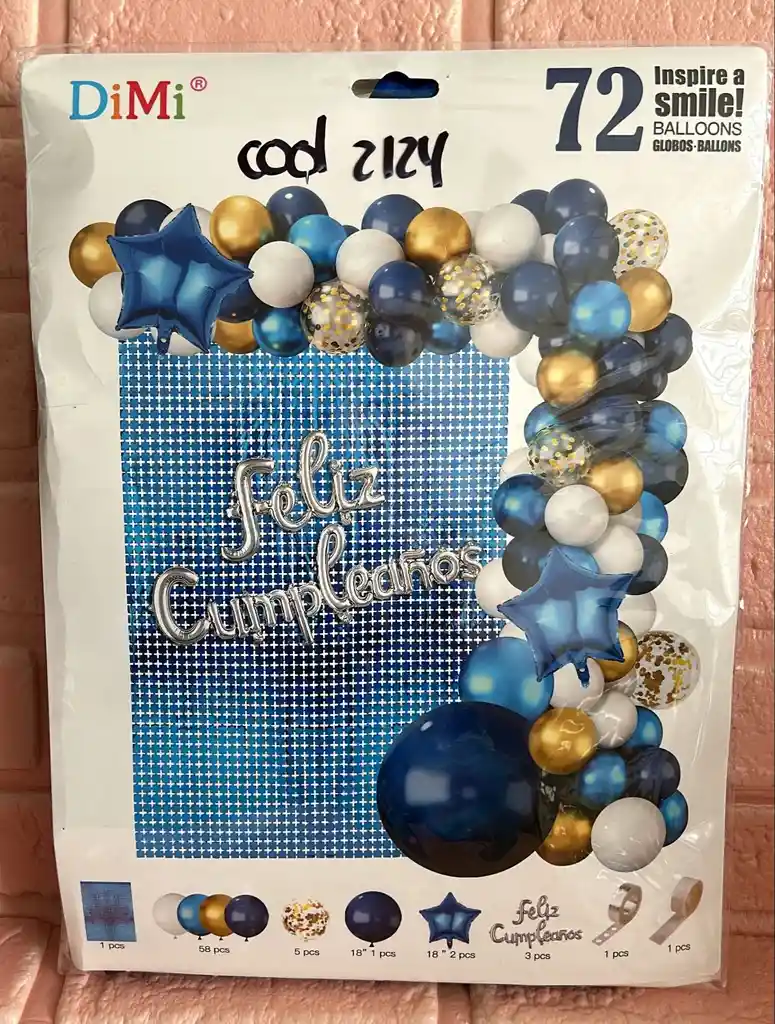 DiMi®
72
Inspire a
smile!
BALLOONS
GLOBOS·BALLONS
cod 2124
Feliz
Cumpleaños
1 pcs
58 pcs
5 pcs
18" 1 pcs
18" 2 pcs
Feliz
Cumpleaños
3 pcs
1 pcs
1 pcs